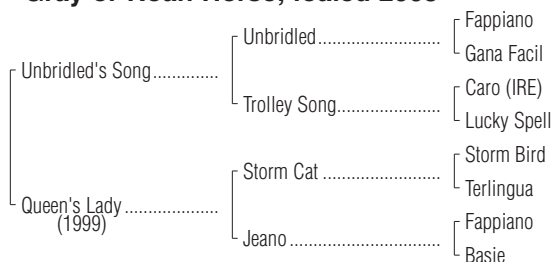 Gray or Roan Horse; foaled
Fappiano
Unbridled
Gana Facil
Unbridled's Song
Caro (IRE)
Trolley Song
Lucky Spell
Storm Bird
Storm Cat
Terlingua
Queen's Lady
(1999)
Fappiano
Jeano
Basie